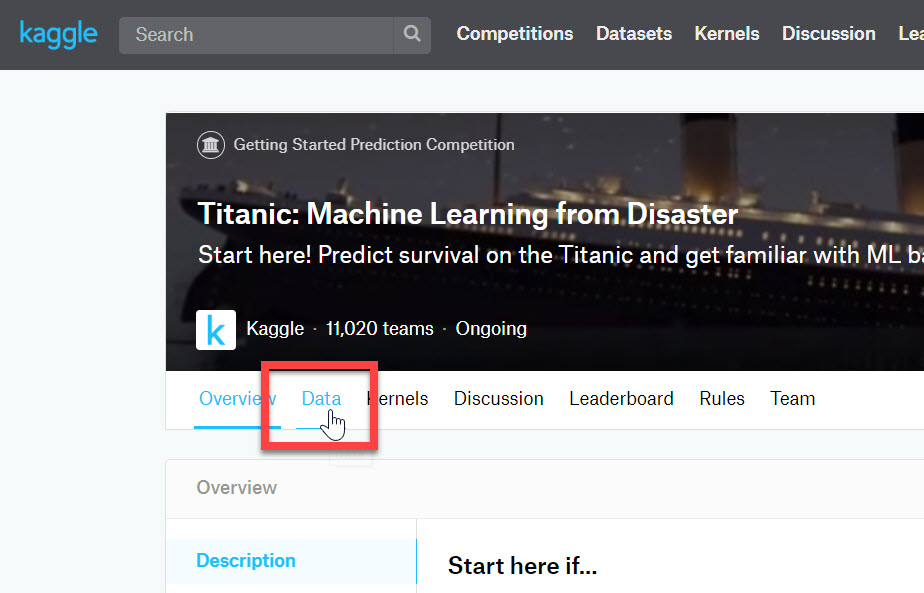 kaggle Search Competitions Datasets Kernels Discussion
Getting Started Prediction Competition
Titanic: Machine Learning from Disaster
Start here! Predict survival on the Titanic and get familiar with ML
k Kaggle · 11,020 teams · Ongoing
Overview Data Kernels Discussion Leaderboard Rules Team
Overview
Description
Start here if...